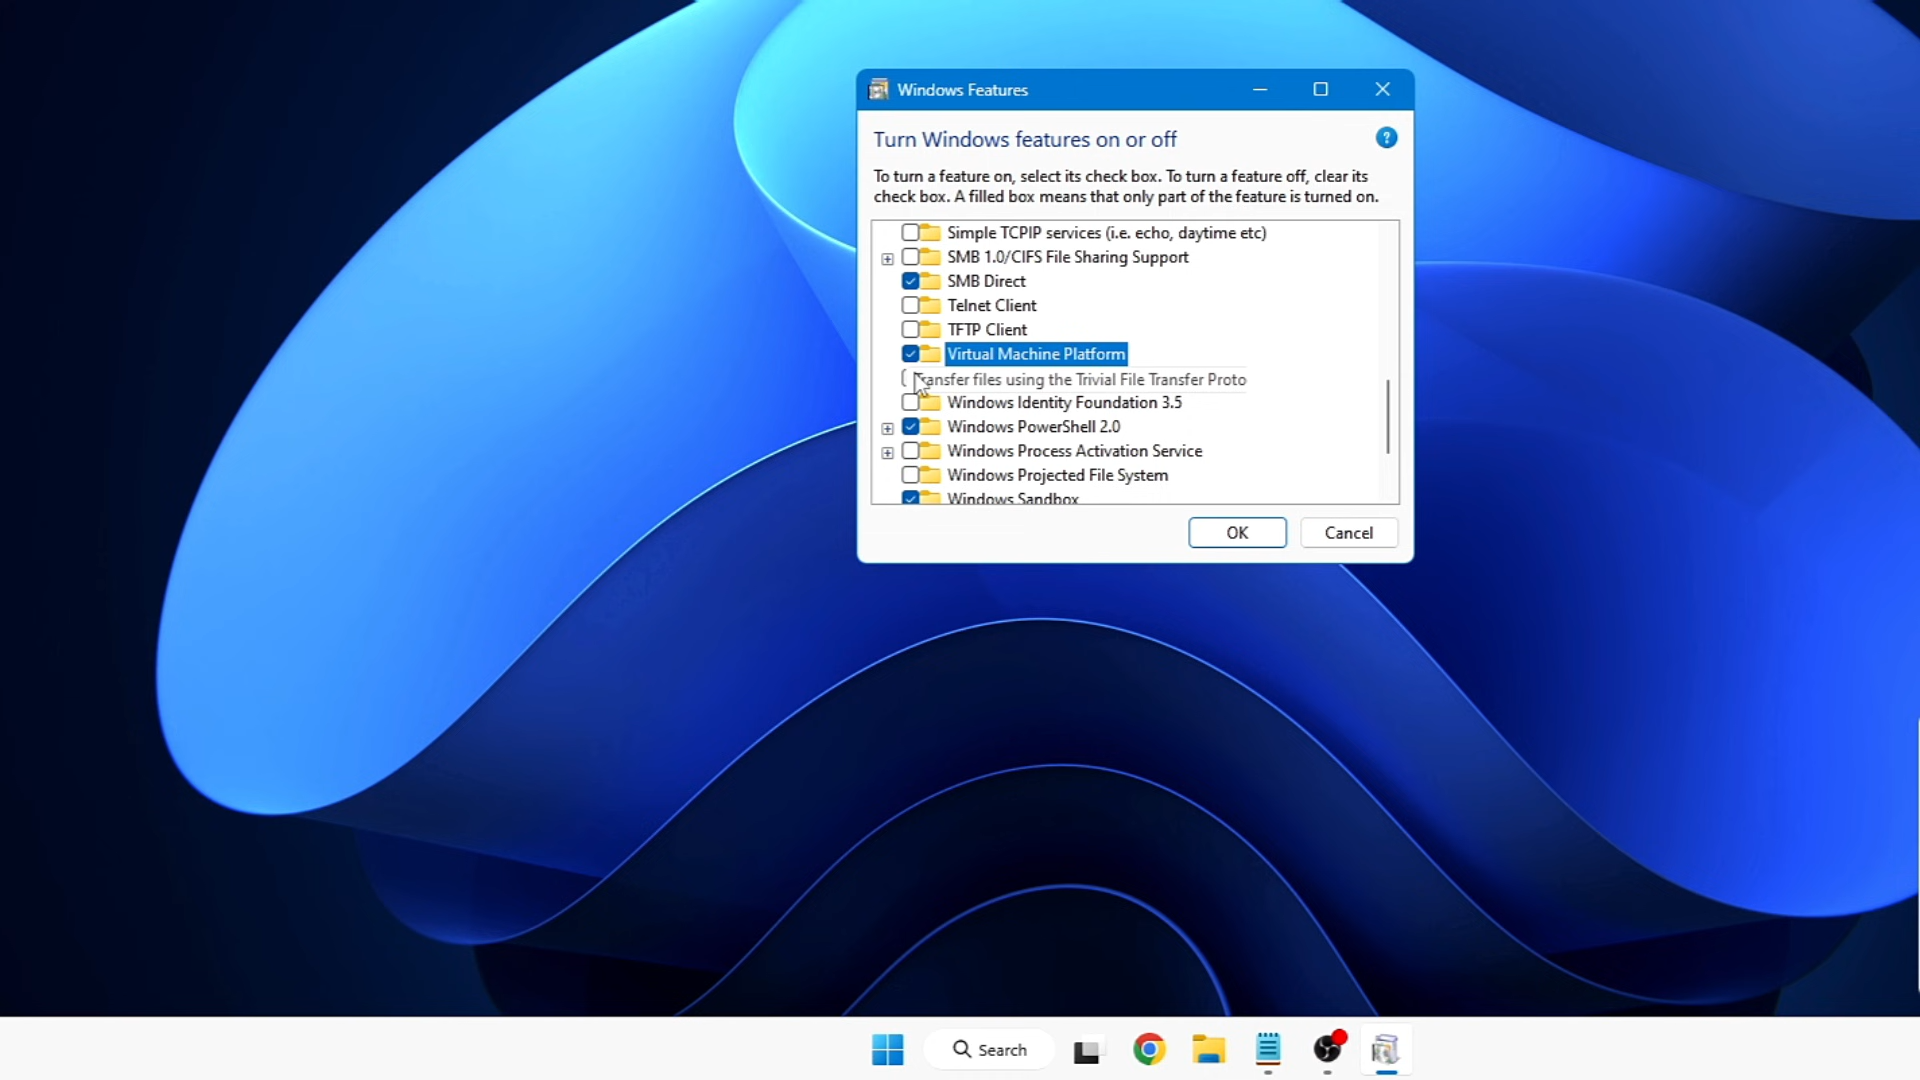 Windows Features
Turn Windows features on or off
?
To turn a feature on, select its check box. To turn a feature off, clear its
check box. A filled box means that only part of the feature is turned on.
Simple TCPIP services (i.e. echo, daytime etc)
SMB 1.0/CIFS File Sharing Support
SMB Direct
Telnet Client
TFTP Client
Virtual Machine Platform
Transfer files using the Trivial File Transfer Proto
Windows Identity Foundation 3.5
Windows PowerShell 2.0
Windows Process Activation Service
Windows Projected File System
Windows Sandbox
OK
Cancel
Search